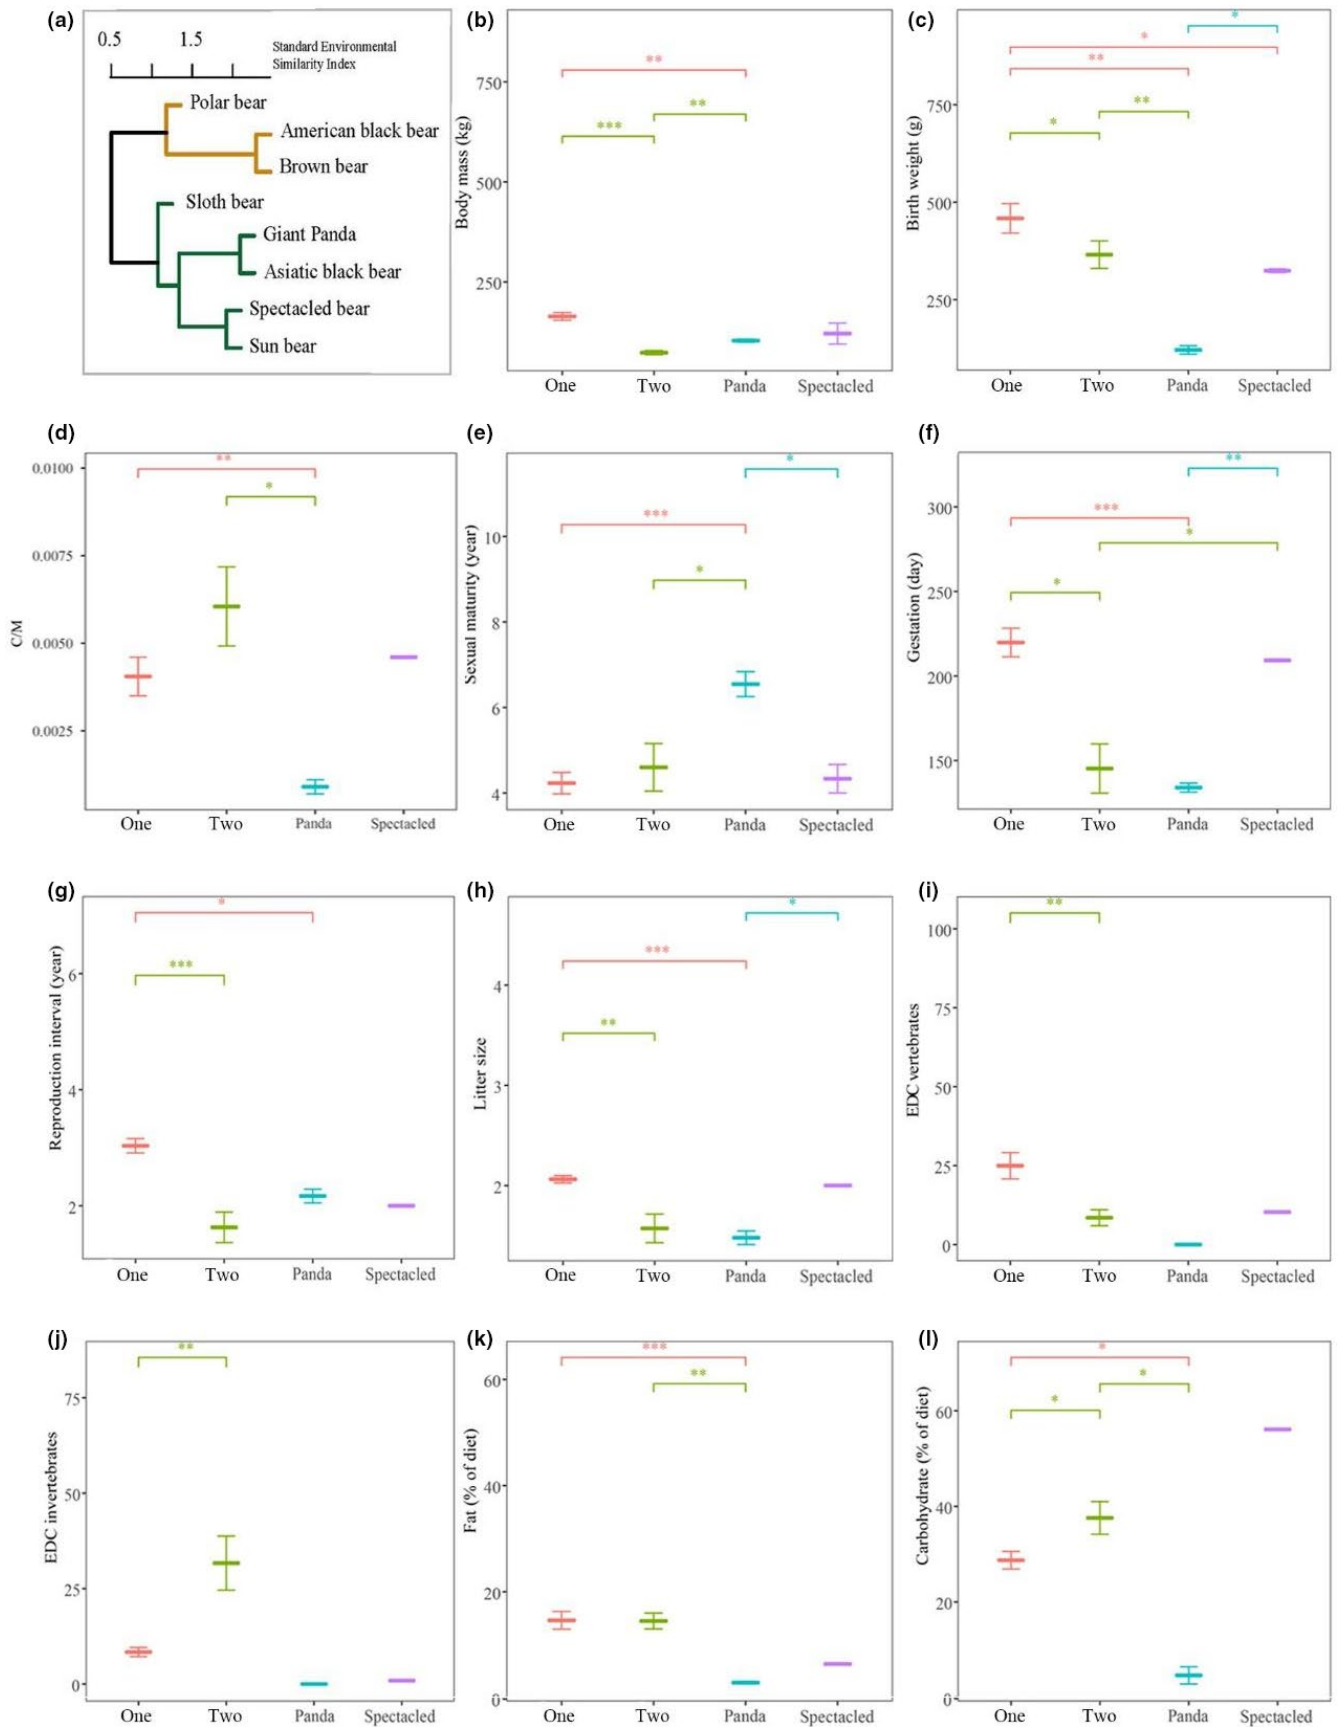 (a)
0.5 1.5
Standard Environmental
Similarity Index
Polar bear
American black bear
Brown bear
Sloth bear
Giant Panda
Asiatic black bear
Spectacled bear
Sun bear
(b)
Body mass (kg)
750
500
250
**
**
***
One Two Panda Spectacled
(c)
Birth weight (g)
750
500
250
*
*
**
**
*
One Two Panda Spectacled
(d)
C/M
0.0100
0.0075
0.0050
0.0025
**
*
One Two Panda Spectacled
(e)
Sexual maturity (year)
10
8
6
4
*
***
*
One Two Panda Spectacled
(f)
Gestation (day)
300
250
200
150
**
***
*
*
One Two Panda Spectacled
(g)
Reproduction interval (year)
6
4
2
*
***
One Two Panda Spectacled
(h)
Litter size
4
3
2
*
***
**
One Two Panda Spectacled
(i)
EDC vertebrates
100
75
50
25
0
**
One Two Panda Spectacled
(j)
EDC invertebrates
75
50
25
0
**
One Two Panda Spectacled
(k)
Fat (% of diet)
60
40
20
0
***
**
One Two Panda Spectacled
(l)
Carbohydrate (% of diet)
60
40
20
0
*
*
*
One Two Panda Spectacled